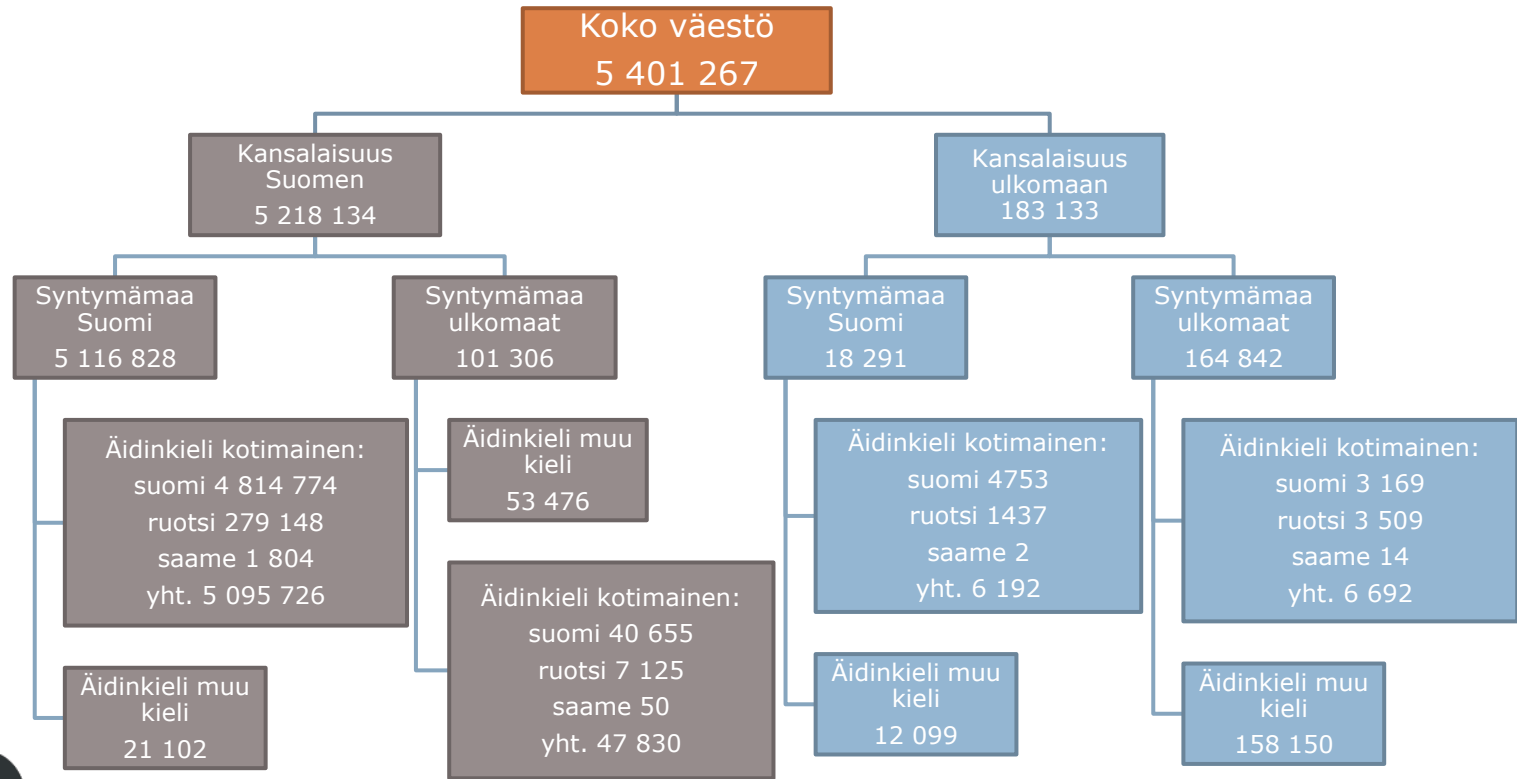 Koko väestö
5 401 267
Kansalaisuus
Suomen
5 218 134
Kansalaisuus
ulkomaan
183 133
Syntymämaa
Suomi
5 116 828
Syntymämaa
ulkomaat
101 306
Syntymämaa
Suomi
18 291
Syntymämaa
ulkomaat
164 842
Äidinkieli kotimainen:
suomi 4 814 774
ruotsi 279 148
saame 1 804
yht. 5 095 726
Äidinkieli muu
kieli
21 102
Äidinkieli muu
kieli
53 476
Äidinkieli kotimainen:
suomi 40 655
ruotsi 7 125
saame 50
yht. 47 830
Äidinkieli kotimainen:
suomi 4753
ruotsi 1437
saame 2
yht. 6 192
Äidinkieli muu
kieli
12 099
Äidinkieli kotimainen:
suomi 3 169
ruotsi 3 509
saame 14
yht. 6 692
Äidinkieli muu
kieli
158 150